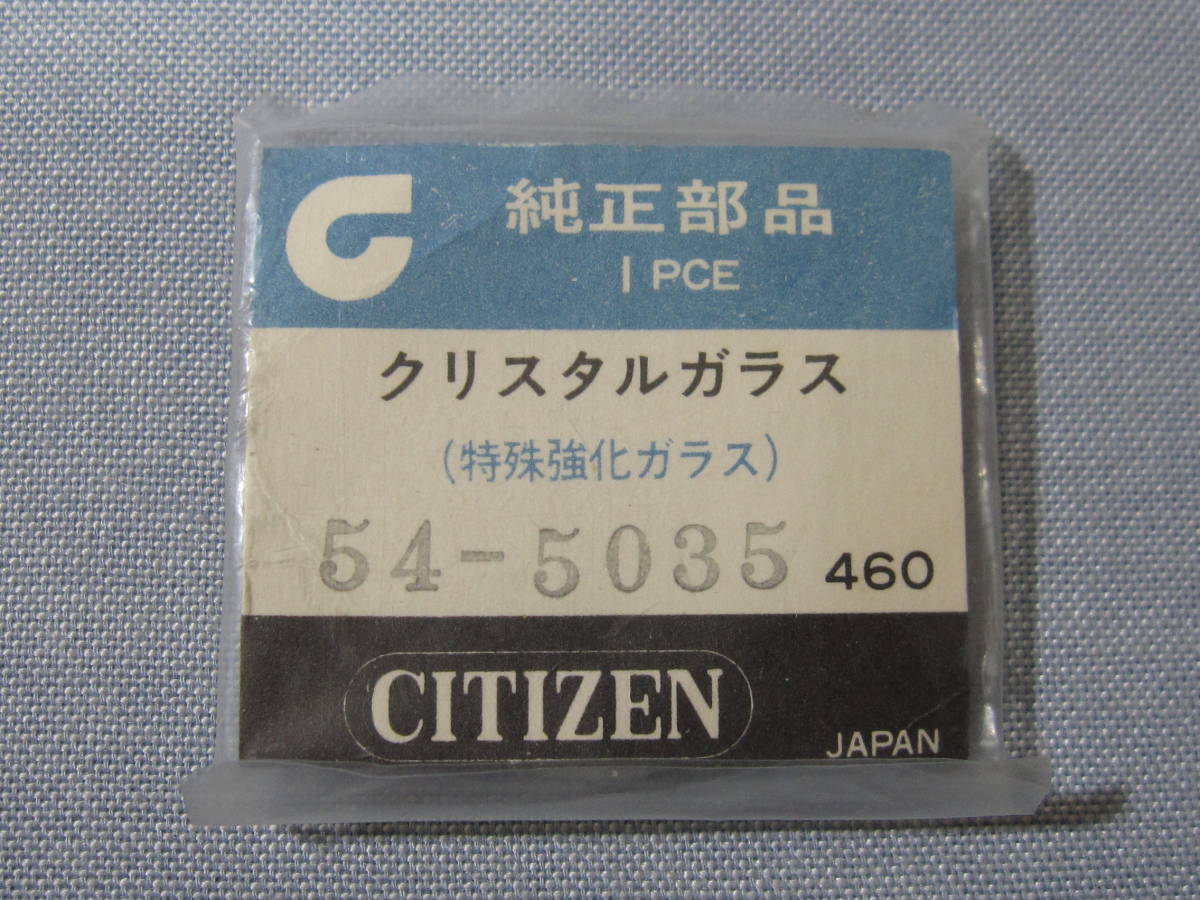 純正部品
1 PCE
クリスタルガラス
(特殊強化ガラス)
54-5035 460
CITIZEN
JAPAN